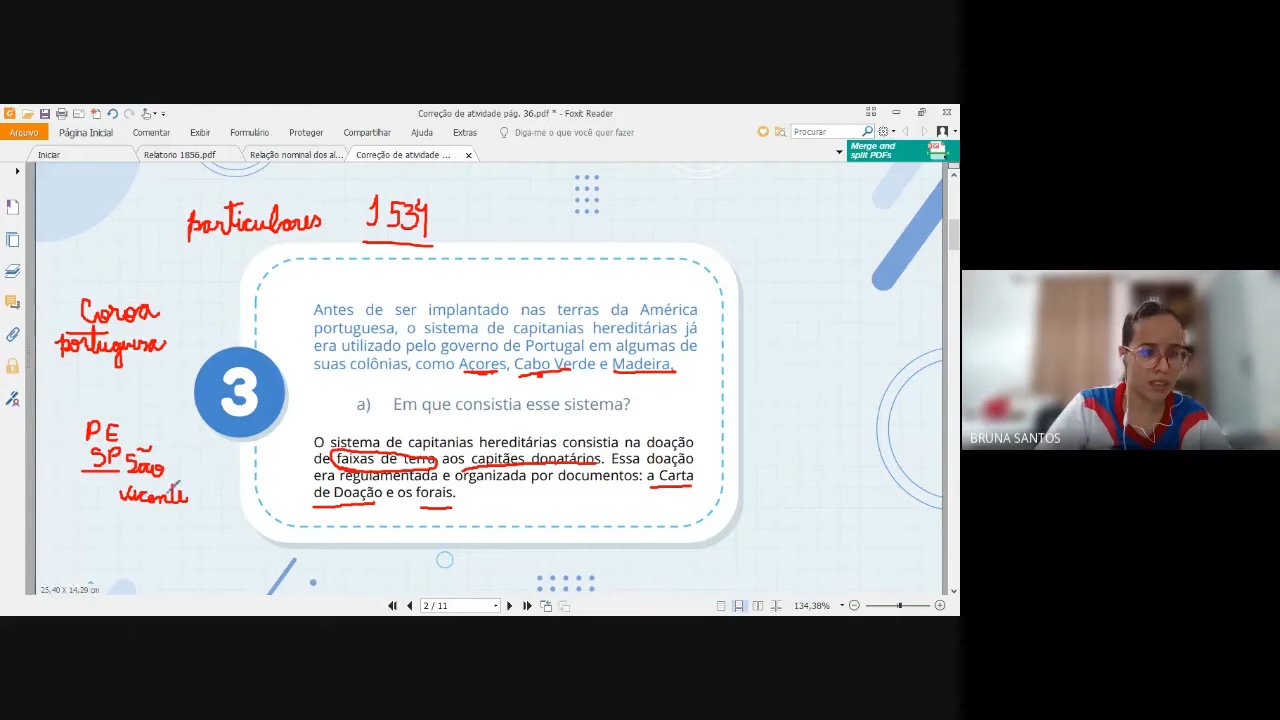 Correção de atividade pág. 36.pdf * - Foxit Reader
Arquivo Página Inicial Comentar Exibir Formulário Proteger Compartilhar Ajuda Extras Diga-me o que você quer fazer Procurar
Iniciar Relatorio 1856.pdf Relação nominal dos al... Correção de atividade ... Merge and
split PDFs
particulares 1534
Coroa
portuguesa
PE
SP São
Vicente
3
Antes de ser implantado nas terras da América
portuguesa, o sistema de capitanias hereditárias já
era utilizado pelo governo de Portugal em algumas de
suas colônias, como Açores, Cabo Verde e Madeira.
a) Em que consistia esse sistema?
O sistema de capitanias hereditárias consistia na doação
de faixas de terra aos capitães donatários. Essa doação
era regulamentada e organizada por documentos: a Carta
de Doação e os forais.
25,40 X 14,29 cm
2 / 11 134,38%
BRUNA SANTOS